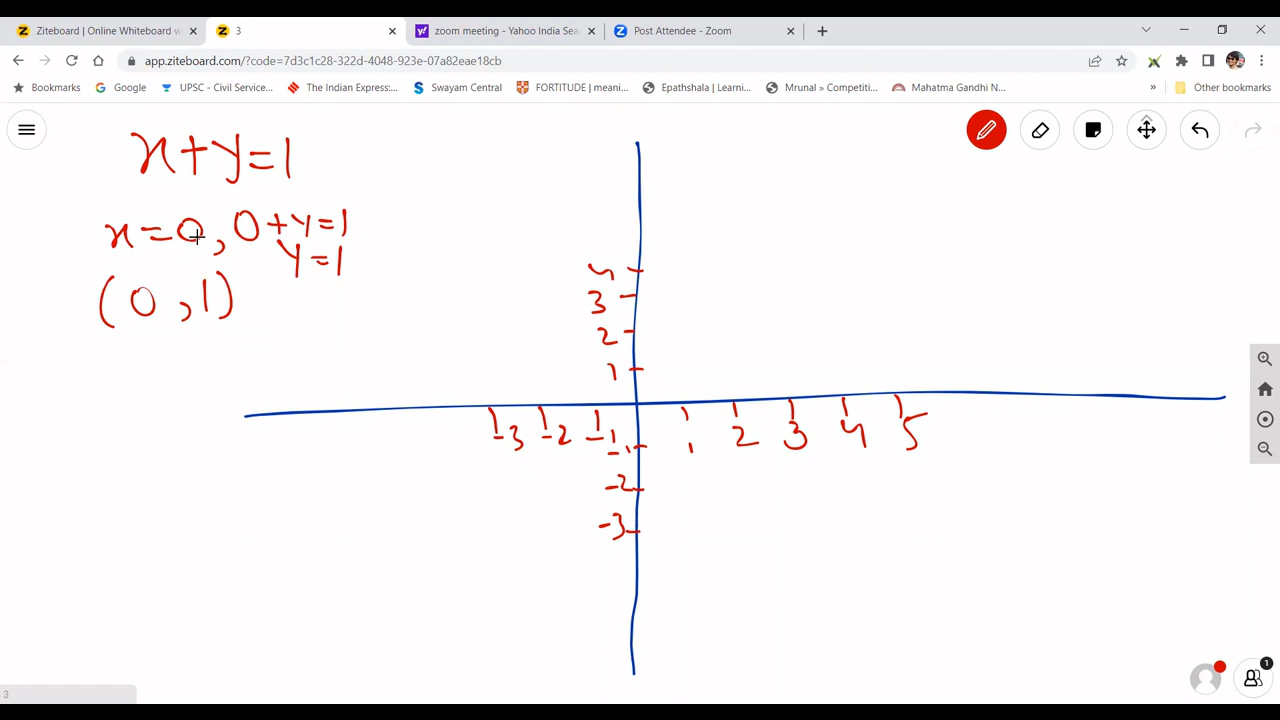 Ziteboard | Online Whiteboard w
3
zoom meeting - Yahoo India Sea
Post Attendee - Zoom
app.ziteboard.com/?code=7d3c1c28-322d-4048-923e-07a82eae18cb
Bookmarks
Google
UPSC - Civil Service...
The Indian Express:...
Swayam Central
FORTITUDE | meani...
Epathshala | Learni...
Mrunal » Competiti...
Mahatma Gandhi N...
»
Other bookmarks
x+y=1
x=0, 0+y=1
y=1
(0,1)
4
3
2
1
-3 -2 -1 1 2 3 4 5
-1
-2
-3
1
3